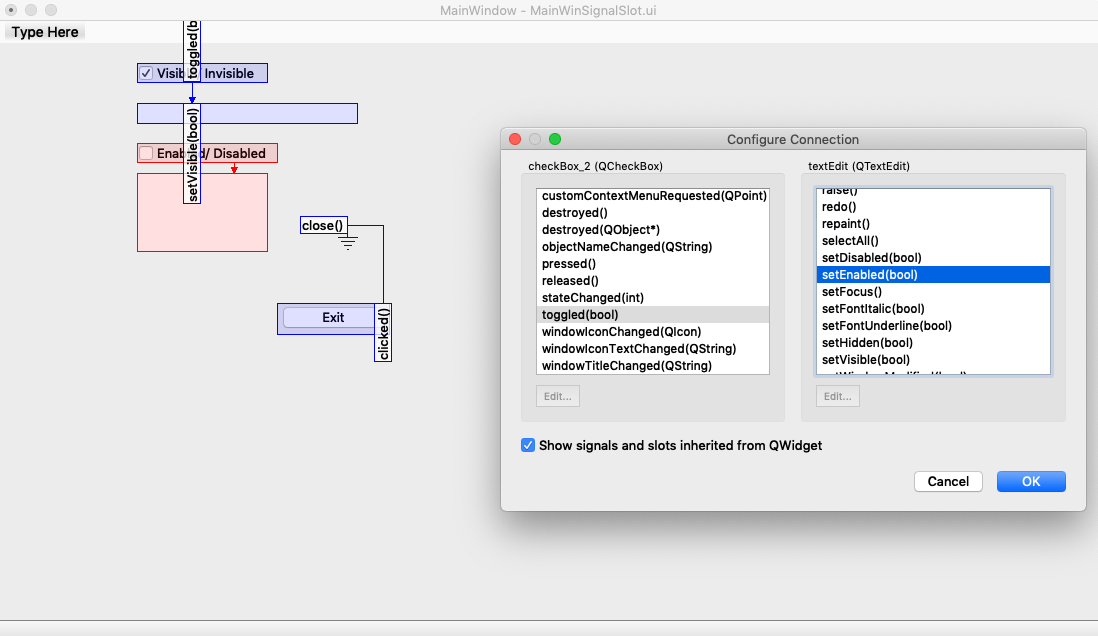 MainWindow - MainWinSignalSlot.ui
Type Here
toggled(b
Visib Invisible
setVisible(bool)
Enab d/ Disabled
close()
Exit
clicked()
Configure Connection
checkBox_2 (QCheckBox)
customContextMenuRequested(QPoint)
destroyed()
destroyed(QObject*)
objectNameChanged(QString)
pressed()
released()
stateChanged(int)
toggled(bool)
windowIconChanged(QIcon)
windowIconTextChanged(QString)
windowTitleChanged(QString)
Edit...
textEdit (QTextEdit)
raise()
redo()
repaint()
selectAll()
setDisabled(bool)
setEnabled(bool)
setFocus()
setFontItalic(bool)
setFontUnderline(bool)
setHidden(bool)
setVisible(bool)
Edit...
Show signals and slots inherited from QWidget
Cancel
OK